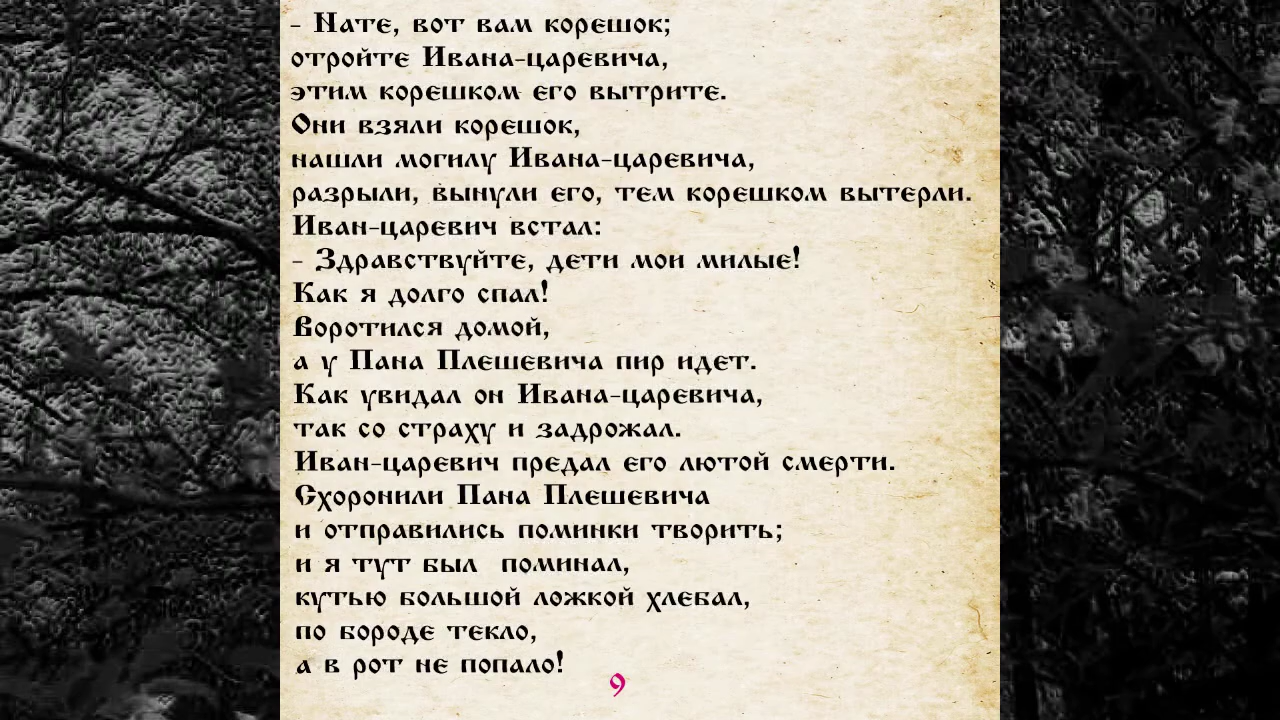 - Нате, вот вам корешок;
отройте Ивана-царевича,
этим корешком его вытрите.
Они взяли корешок,
нашли могилу Ивана-царевича,
разрыли, вынули его, тем корешком вытерли.
Иван-царевич встал:
- Здравствуйте, дети мои милые!
Как я долго спал!
Воротился домой,
а у Пана Плешевича пир идет.
Как увидал он Ивана-царевича,
так со страху и задрожал.
Иван-царевич предал его лютой смерти.
Схоронили Пана Плешевича
и отправились поминки творить;
и я тут был поминал,
кутью большой ложкой хлебал,
по бороде текло,
а в рот не попало!
9